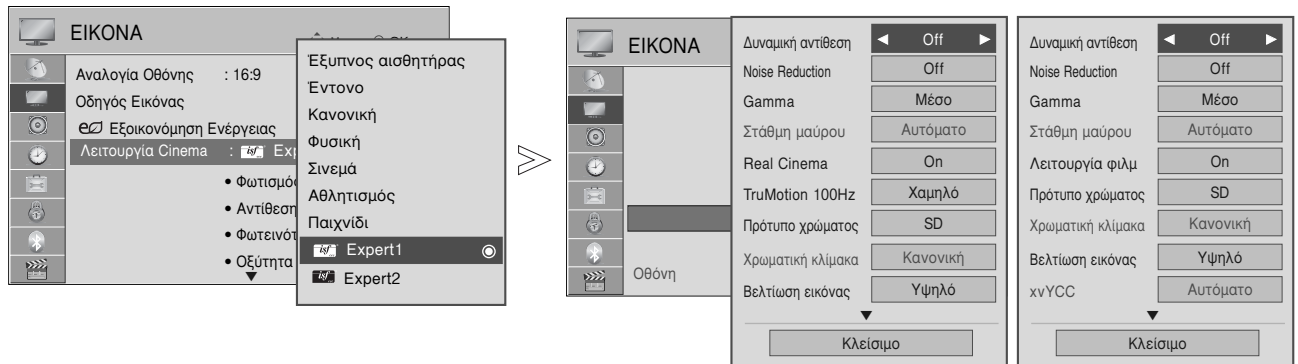 ΕΙΚΟΝΑ
Αναλογία Οθόνης : 16:9
Οδηγός Εικόνας
e Εξοικονόμηση Ενέργειας
Λειτουργία Cinema : isf
• Φωτισμός
• Αντίθεση
• Φωτεινότ
• Οξύτητα
Έξυπνος αισθητήρας
Έντονο
Κανονική
Φυσική
Σινεμά
Αθλητισμός
Παιχνίδι
isf Expert1
isf Expert2
ΕΙΚΟΝΑ
Οθόνη
Δυναμική αντίθεση Off
Noise Reduction Off
Gamma Μέσο
Στάθμη μαύρου Αυτόματο
Real Cinema On
TruMotion 100Hz Χαμηλό
Πρότυπο χρώματος SD
Χρωματική κλίμακα Κανονική
Βελτίωση εικόνας Υψηλό
Κλείσιμο
Δυναμική αντίθεση Off
Noise Reduction Off
Gamma Μέσο
Στάθμη μαύρου Αυτόματο
Λειτουργία φιλμ On
Πρότυπο χρώματος SD
Χρωματική κλίμακα Κανονική
Βελτίωση εικόνας Υψηλό
xvYCC Αυτόματο
Κλείσιμο